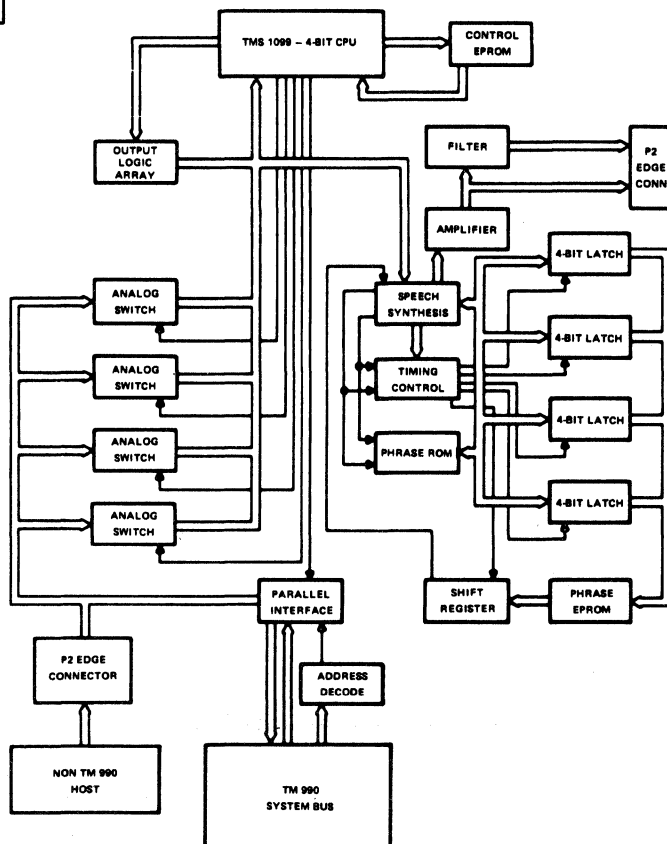 TMS 1099 – 4-BIT CPU
CONTROL
EPROM
OUTPUT
LOGIC
ARRAY
FILTER
P2
EDGE
CONN
AMPLIFIER
4-BIT LATCH
ANALOG
SWITCH
SPEECH
SYNTHESIS
4-BIT LATCH
ANALOG
SWITCH
TIMING
CONTROL
4-BIT LATCH
ANALOG
SWITCH
PHRASE ROM
4-BIT LATCH
ANALOG
SWITCH
PARALLEL
INTERFACE
SHIFT
REGISTER
PHRASE
EPROM
P2 EDGE
CONNECTOR
ADDRESS
DECODE
NON TM 990
HOST
TM 990
SYSTEM BUS